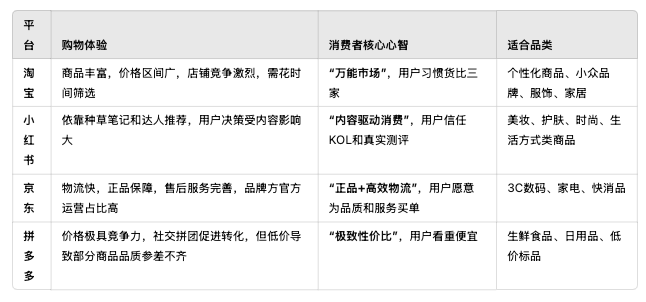 平
台
购物体验
消费者核心心智
适合品类
淘
宝
商品丰富，价格区间广，店铺竞争激烈，需花时
间筛选
“万能市场”，用户习惯货比三
家
个性化商品、小众品
牌、服饰、家居
小
红
书
依靠种草笔记和达人推荐，用户决策受内容影响
大
“内容驱动消费”，用户信任
KOL和真实测评
美妆、护肤、时尚、生
活方式类商品
京
东
物流快，正品保障，售后服务完善，品牌方官方
运营占比高
“正品+高效物流”，用户愿意
为品质和服务买单
3C数码、家电、快消品
拼
多
多
价格极具竞争力，社交拼团促进转化，但低价导
致部分商品品质参差不齐
“极致性价比”，用户看重便宜
生鲜食品、日用品、低
价标品